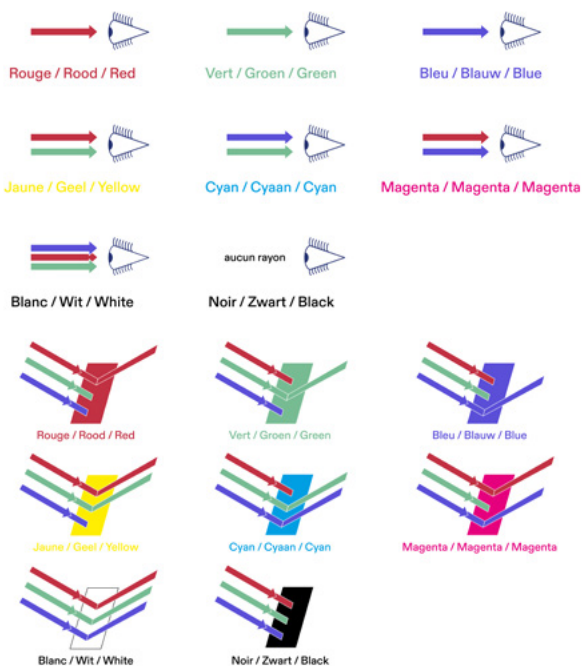 Rouge / Rood / Red
Vert / Groen / Green
Bleu / Blauw / Blue
Jaune / Geel / Yellow
Cyan / Cyaan / Cyan
Magenta / Magenta / Magenta
aucun rayon
Blanc / Wit / White
Noir / Zwart / Black
Rouge / Rood / Red
Vert / Groen / Green
Bleu / Blauw / Blue
Jaune / Geel / Yellow
Cyan / Cyaan / Cyan
Magenta / Magenta / Magenta
Blanc / Wit / White
Noir / Zwart / Black